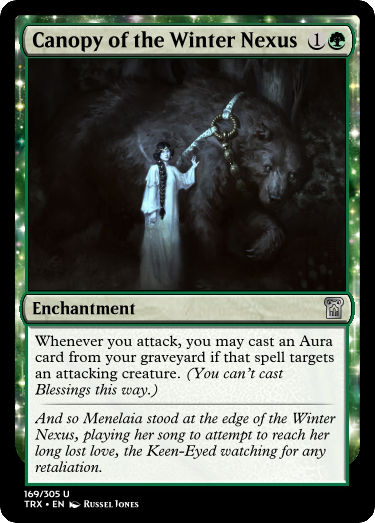 Canopy of the Winter Nexus 1
Enchantment
Whenever you attack, you may cast an Aura
card from your graveyard if that spell targets
an attacking creature. (You can't cast
Blessings this way.)
And so Menelaia stood at the edge of the Winter
Nexus, playing her song to attempt to reach her
long lost love, the Keen-Eyed watching for any
retaliation.
169/305 U
TRX • EN Russel Jones